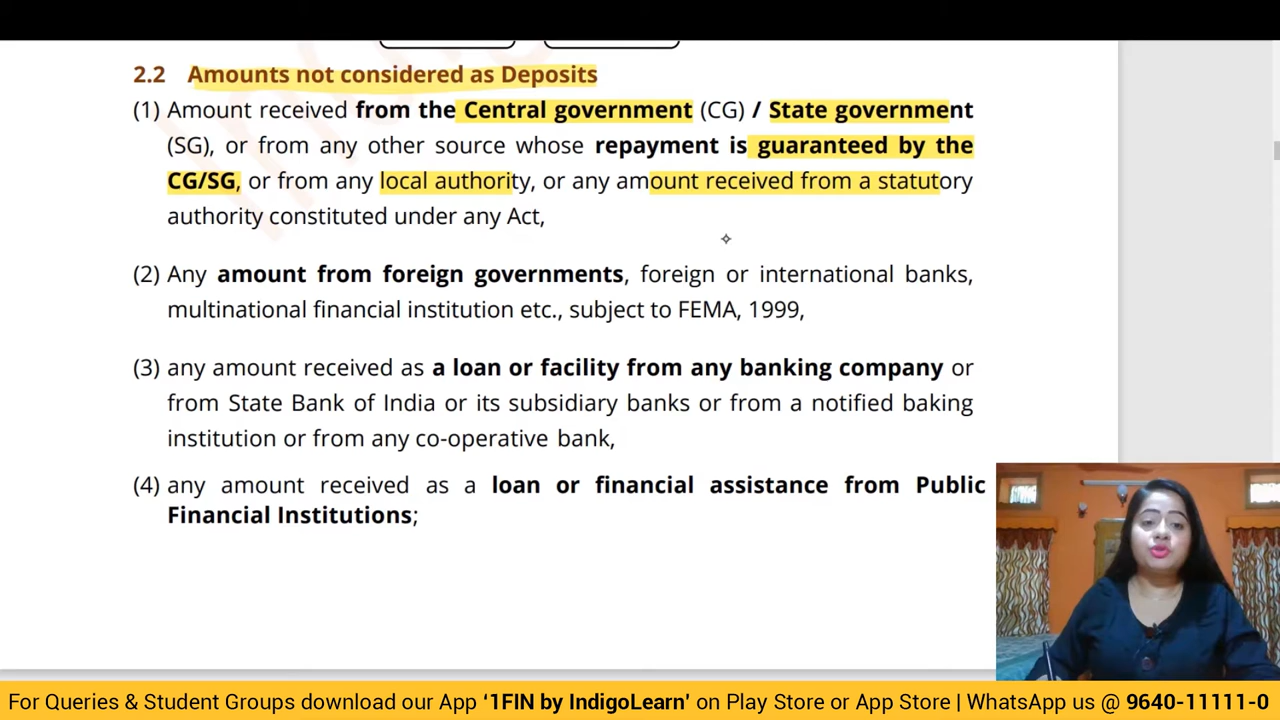 2.2 Amounts not considered as Deposits
(1) Amount received from the Central government (CG) / State government
(SG), or from any other source whose repayment is guaranteed by the
CG/SG, or from any local authority, or any amount received from a statutory
authority constituted under any Act,
(2) Any amount from foreign governments, foreign or international banks,
multinational financial institution etc., subject to FEMA, 1999,
(3) any amount received as a loan or facility from any banking company or
from State Bank of India or its subsidiary banks or from a notified baking
institution or from any co-operative bank,
(4) any amount received as a loan or financial assistance from Public
Financial Institutions;
For Queries & Student Groups download our App ‘1FIN by IndigoLearn’ on Play Store or App Store | WhatsApp us @ 9640-11111-0